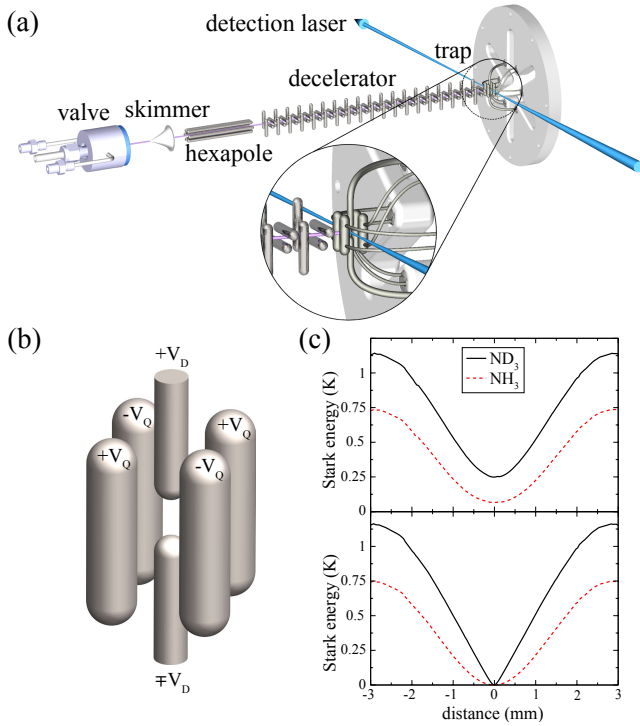 (a)
detection laser
trap
decelerator
skimmer
valve
hexapole
(b)
+V_D
-V_Q
+V_Q
+V_Q
-V_Q
∓V_D
(c)
ND₃
NH₃
Stark energy (K)
1
0.75
0.5
0.25
Stark energy (K)
1
0.75
0.5
0.25
0
-3 -2 -1 0 1 2 3
distance (mm)